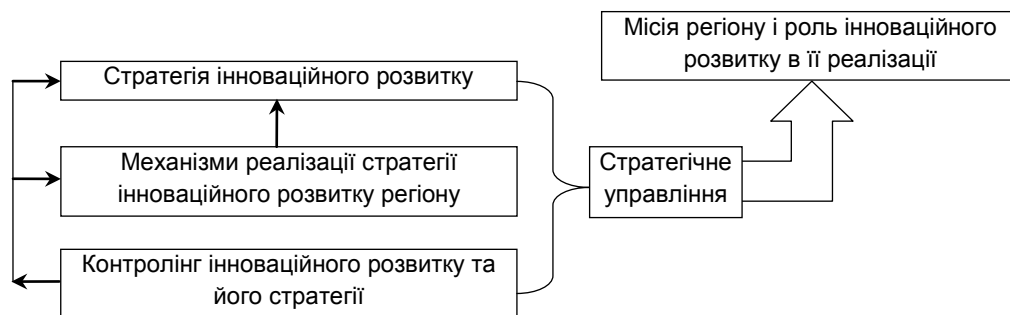 Місія регіону і роль інноваційного
розвитку в її реалізації
Стратегія інноваційного розвитку
Механізми реалізації стратегії
інноваційного розвитку регіону
Стратегічне
управління
Контролінг інноваційного розвитку та
його стратегії